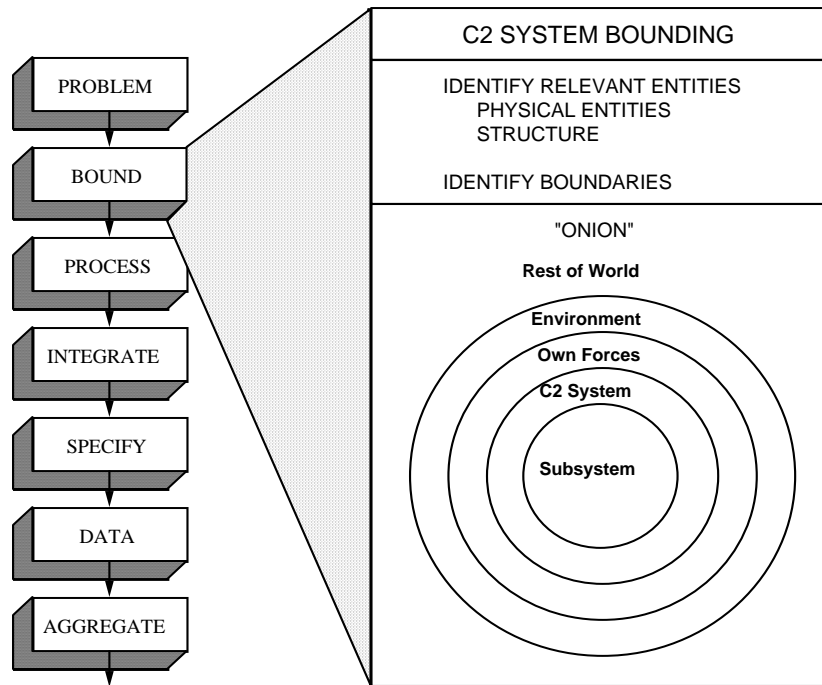 PROBLEM
BOUND
PROCESS
INTEGRATE
SPECIFY
DATA
AGGREGATE
C2 SYSTEM BOUNDING
IDENTIFY RELEVANT ENTITIES
PHYSICAL ENTITIES
STRUCTURE
IDENTIFY BOUNDARIES
"ONION"
Rest of World
Environment
Own Forces
C2 System
Subsystem